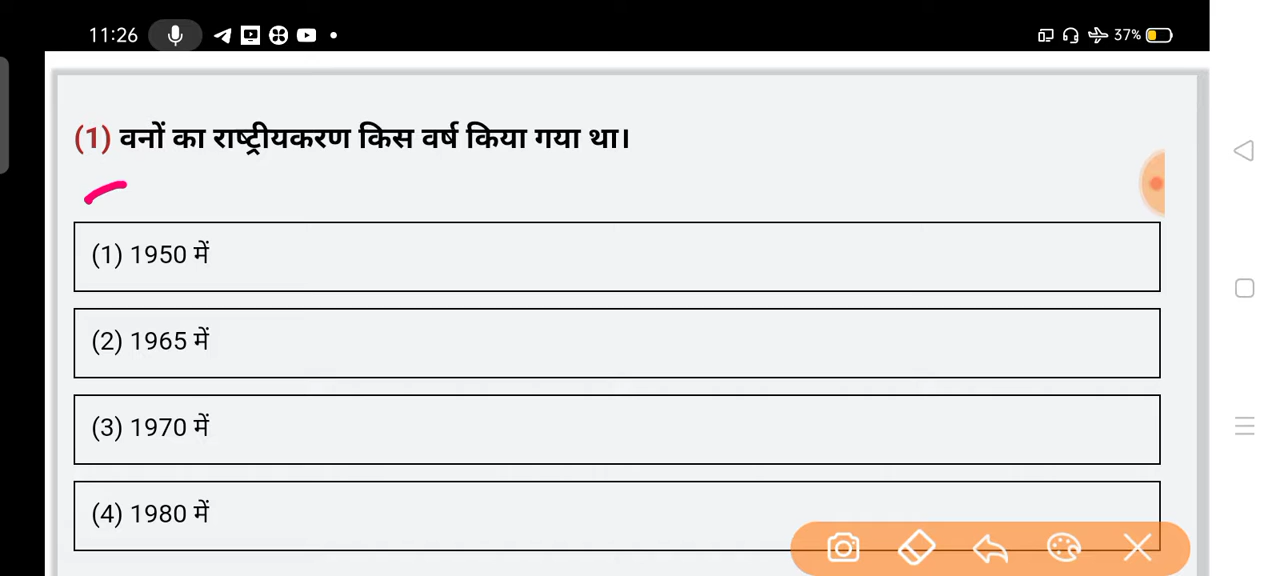 11:26
37%
(1) वनों का राष्ट्रीयकरण किस वर्ष किया गया था।
(1) 1950 में
(2) 1965 में
(3) 1970 में
(4) 1980 में